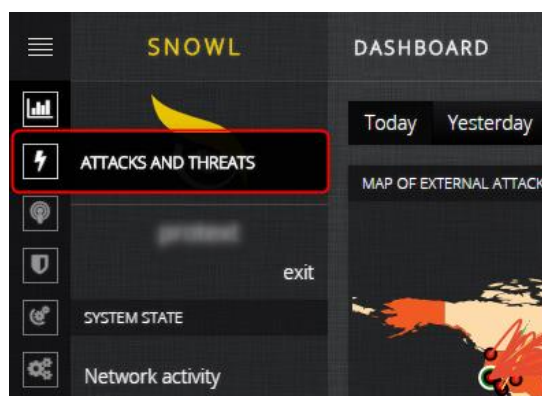 SNOWL
DASHBOARD
Today Yesterday
ATTACKS AND THREATS
MAP OF EXTERNAL ATTACK
exit
SYSTEM STATE
Network activity